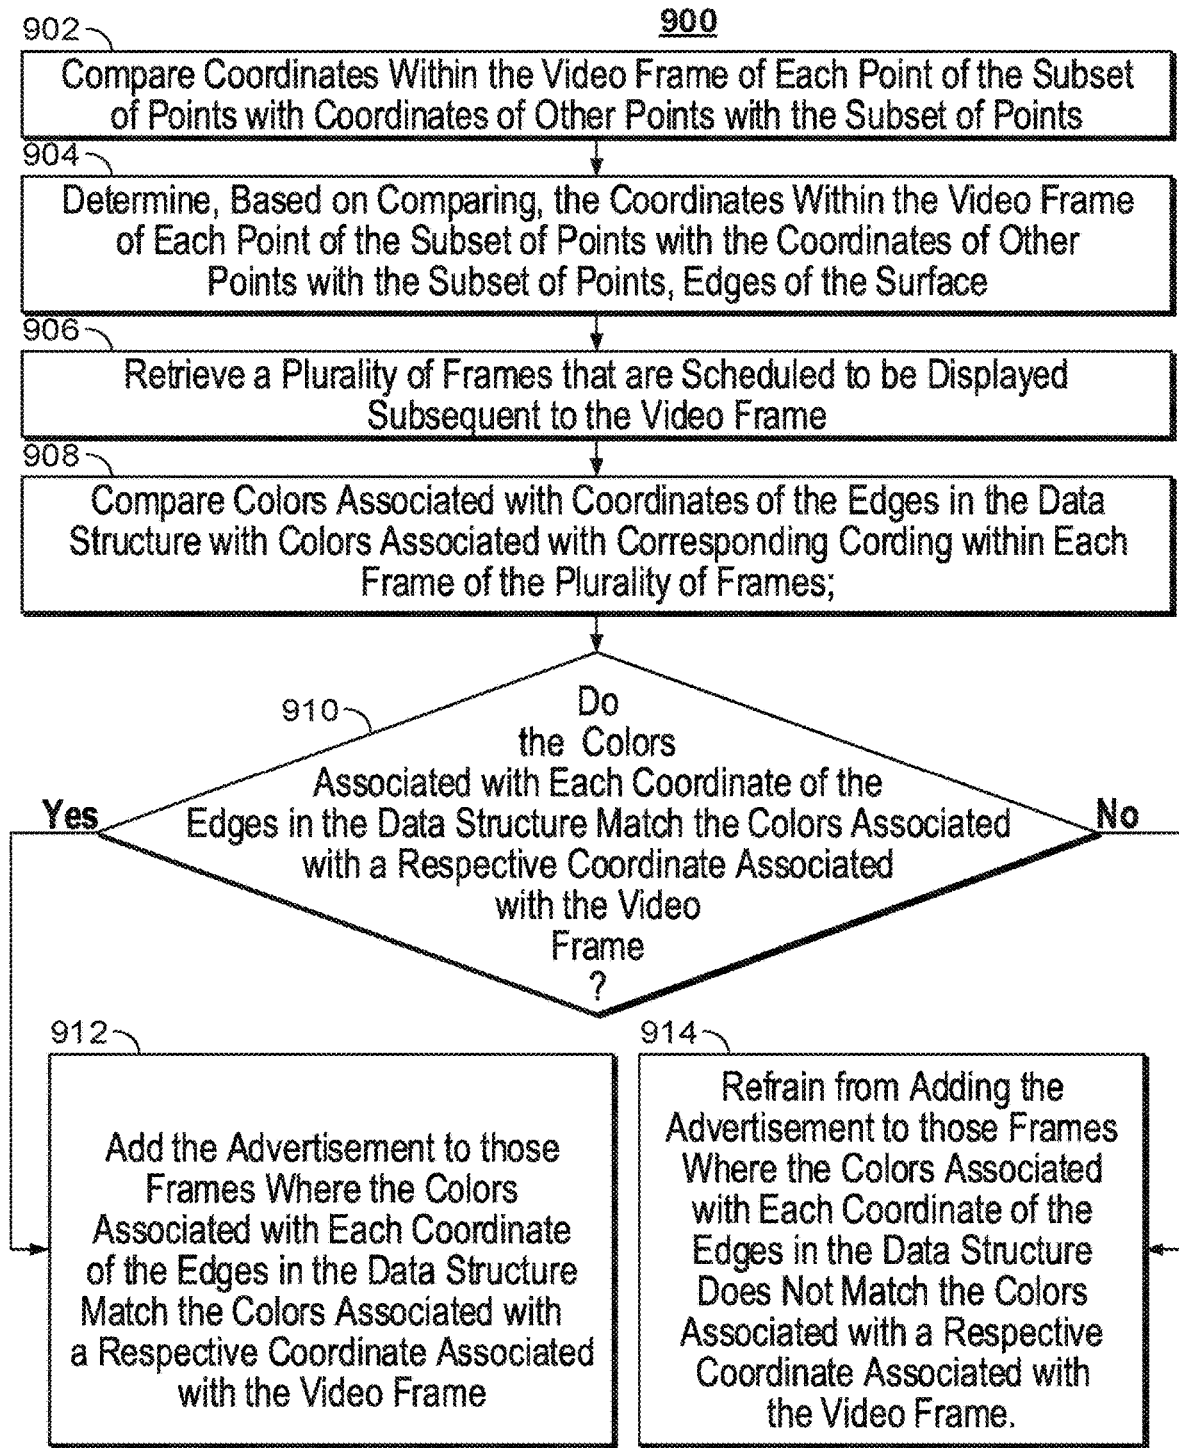 900
902
Compare Coordinates Within the Video Frame of Each Point of the Subset
of Points with Coordinates of Other Points with the Subset of Points
904
Determine, Based on Comparing, the Coordinates Within the Video Frame
of Each Point of the Subset of Points with the Coordinates of Other
Points with the Subset of Points, Edges of the Surface
906
Retrieve a Plurality of Frames that are Scheduled to be Displayed
Subsequent to the Video Frame
908
Compare Colors Associated with Coordinates of the Edges in the Data
Structure with Colors Associated with Corresponding Cording within Each
Frame of the Plurality of Frames;
910
Do
the Colors
Associated with Each Coordinate of the
Edges in the Data Structure Match the Colors Associated
with a Respective Coordinate Associated
with the Video
Frame
?
Yes
No
912
Add the Advertisement to those
Frames Where the Colors
Associated with Each Coordinate
of the Edges in the Data Structure
Match the Colors Associated with
a Respective Coordinate Associated
with the Video Frame
914
Refrain from Adding the
Advertisement to those Frames
Where the Colors Associated
with Each Coordinate of the
Edges in the Data Structure
Does Not Match the Colors
Associated with a Respective
Coordinate Associated with
the Video Frame.